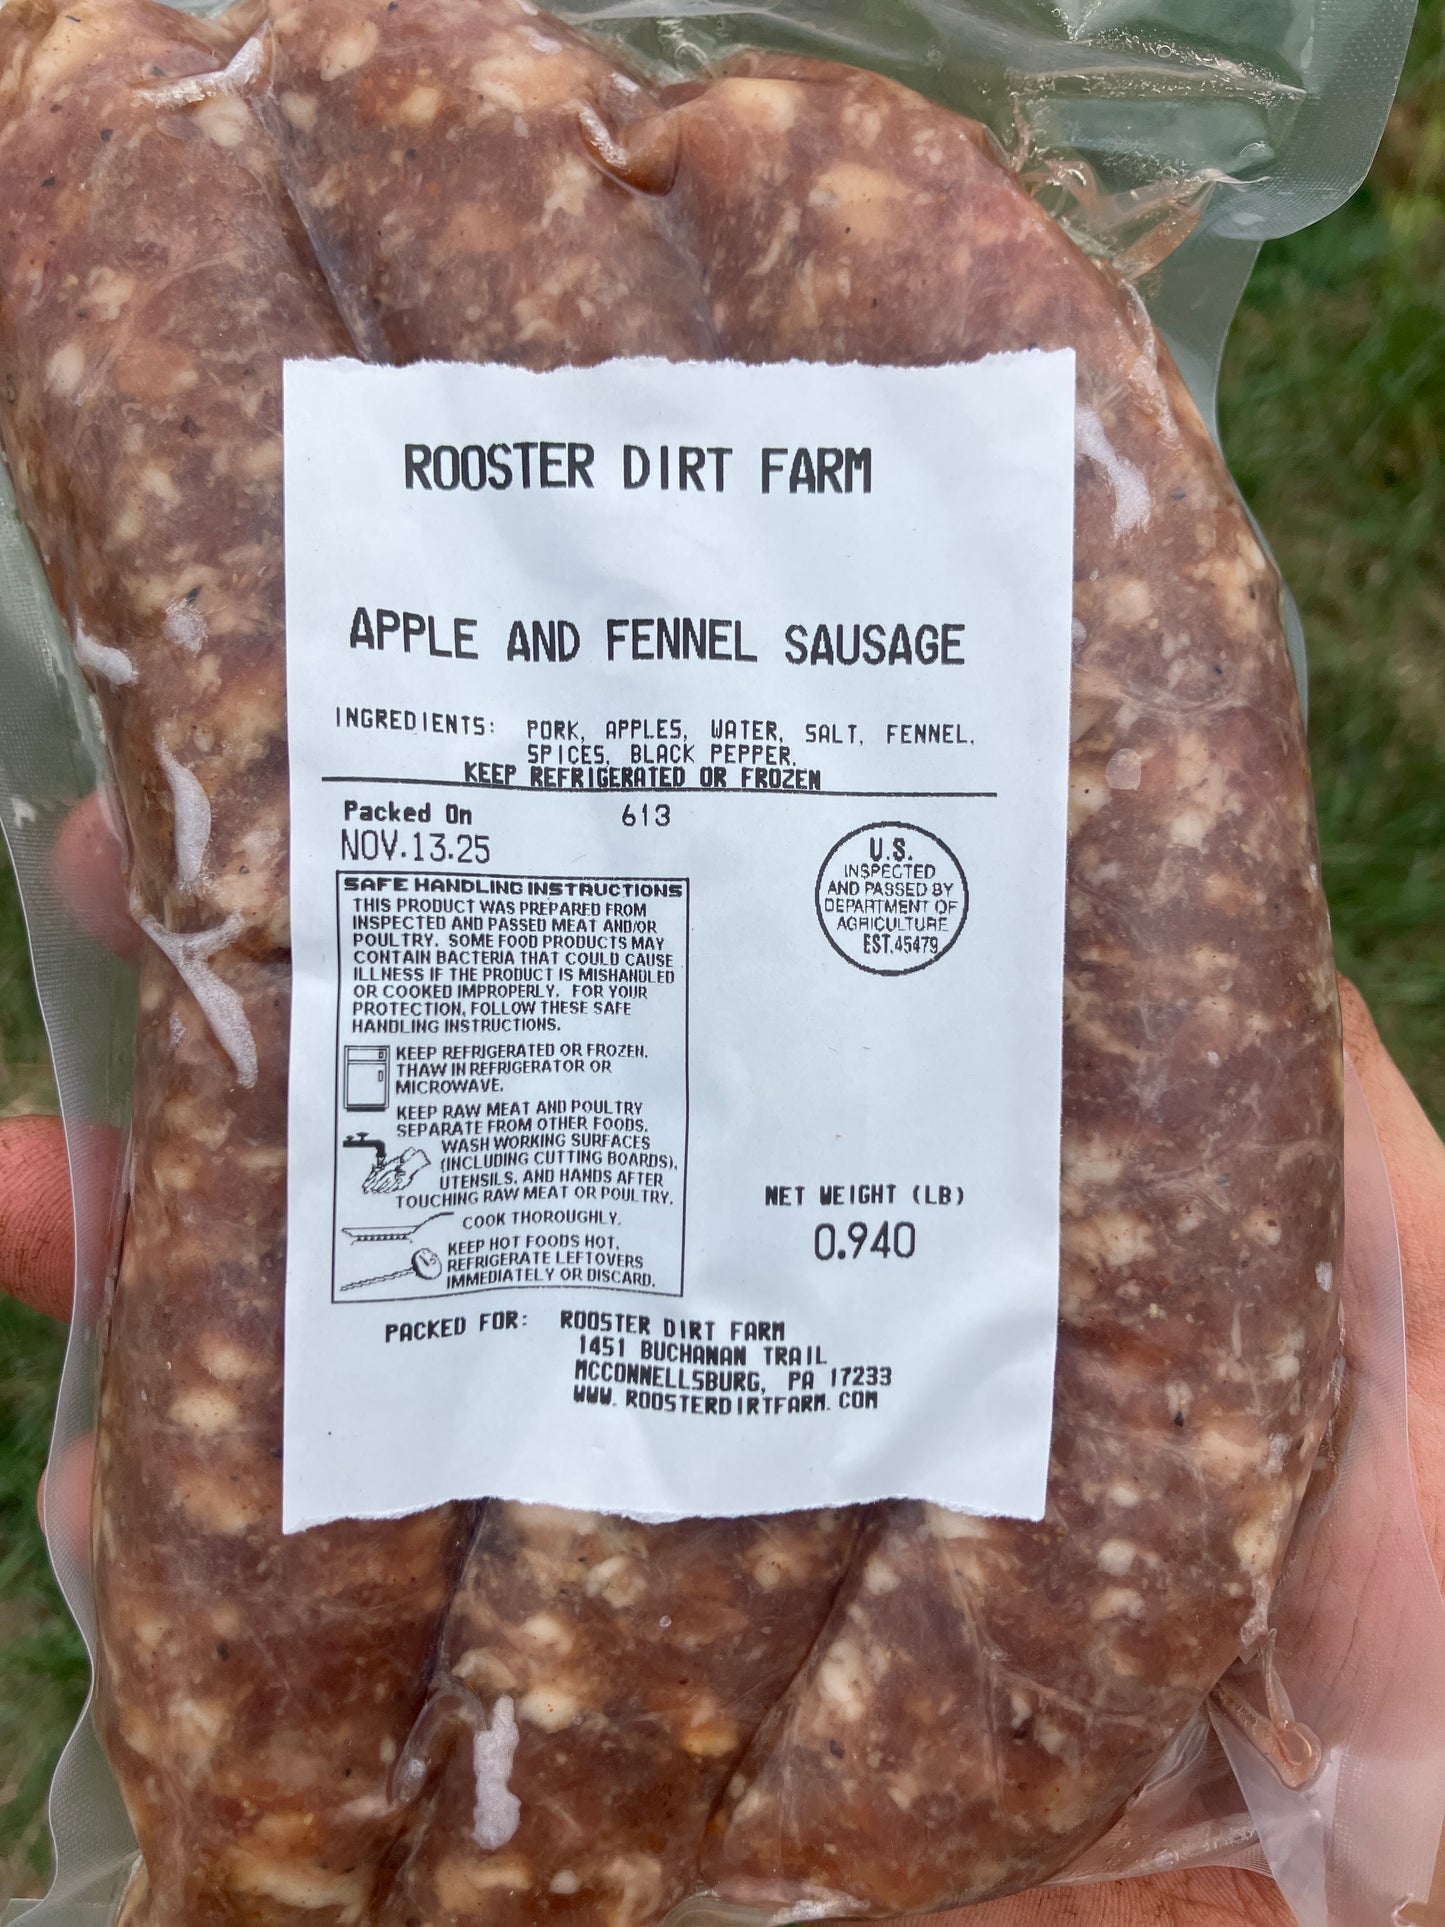 ROOSTER DIRT FARM
APPLE AND FENNEL SAUSAGE
INGREDIENTS: PORK, APPLES, WATER, SALT, FENNEL,
SPICES, BLACK PEPPER.
KEEP REFRIGERATED OR FROZEN
Packed On 613
NOV.13.25
U.S.
INSPECTED
AND PASSED BY
DEPARTMENT OF
AGRICULTURE
EST.45479
SAFE HANDLING INSTRUCTIONS
THIS PRODUCT WAS PREPARED FROM
INSPECTED AND PASSED MEAT AND/OR
POULTRY. SOME FOOD PRODUCTS MAY
CONTAIN BACTERIA THAT COULD CAUSE
ILLNESS IF THE PRODUCT IS MISHANDLED
OR COOKED IMPROPERLY. FOR YOUR
PROTECTION, FOLLOW THESE SAFE
HANDLING INSTRUCTIONS.
KEEP REFRIGERATED OR FROZEN.
THAW IN REFRIGERATOR OR
MICROWAVE.
KEEP RAW MEAT AND POULTRY
SEPARATE FROM OTHER FOODS.
WASH WORKING SURFACES
(INCLUDING CUTTING BOARDS),
UTENSILS, AND HANDS AFTER
TOUCHING RAW MEAT OR POULTRY.
COOK THOROUGHLY.
KEEP HOT FOODS HOT.
REFRIGERATE LEFTOVERS
IMMEDIATELY OR DISCARD.
NET WEIGHT (LB)
0.940
PACKED FOR: ROOSTER DIRT FARM
1451 BUCHANAN TRAIL
MCCONNELLSBURG, PA 17233
WWW.ROOSTERDIRTFARM.COM